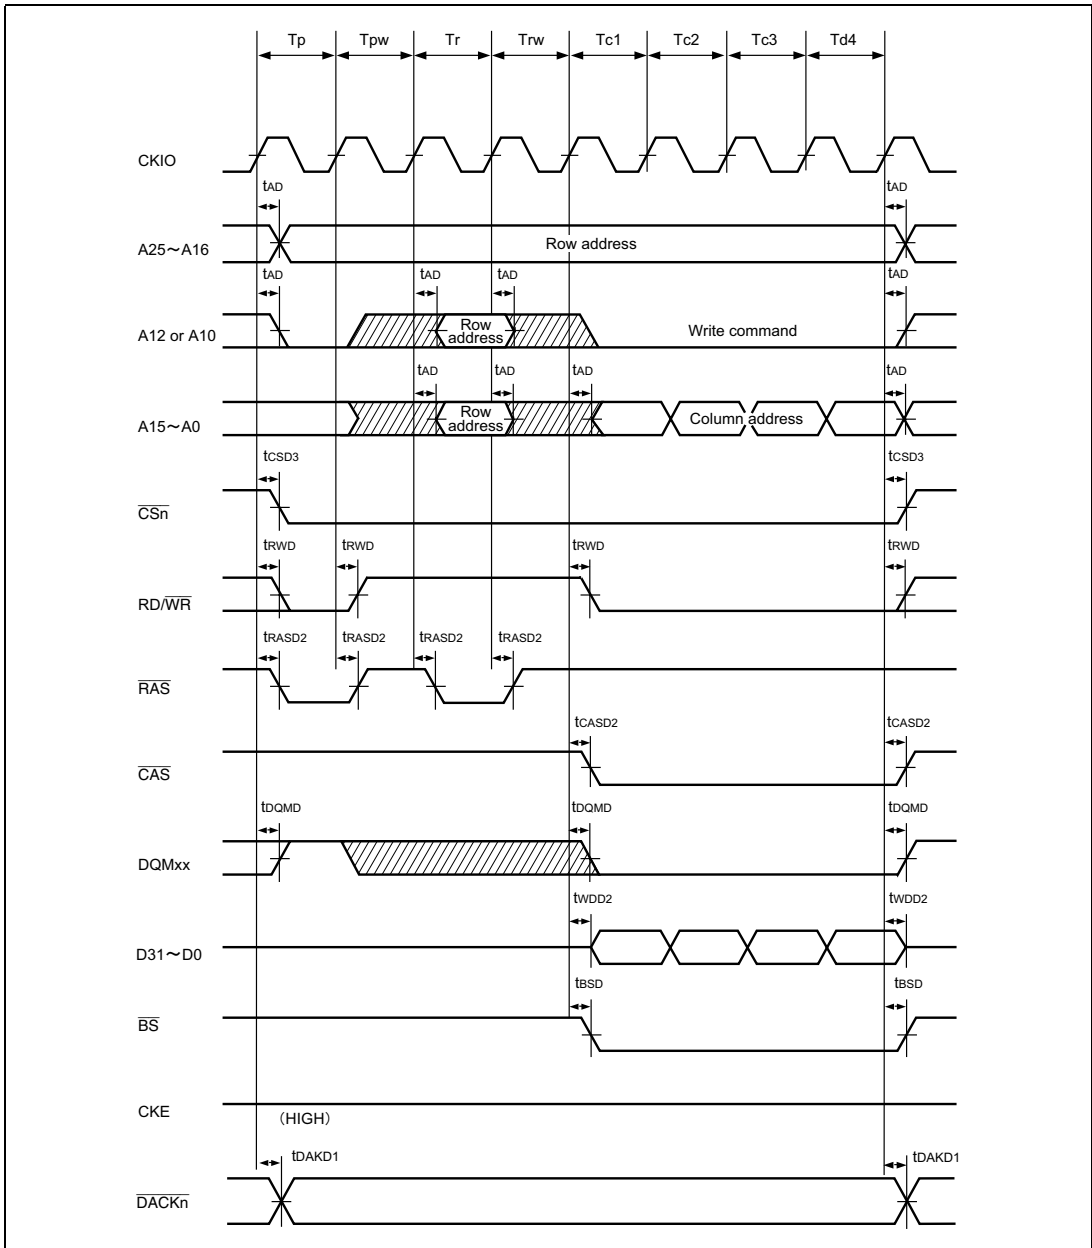 Tp Tpw Tr Trw Tc1 Tc2 Tc3 Td4
CKIO
tAD tAD
A25～A16 Row address
tAD tAD tAD tAD
A12 or A10 Row address Write command
tAD tAD tAD tAD
A15～A0 Row address Column address
tCSD3 tCSD3
CSn
tRWD tRWD tRWD tRWD
RD/WR
tRASD2 tRASD2 tRASD2 tRASD2
RAS
tCASD2 tCASD2
CAS
tDQMD tDQMD tDQMD
DQMxx
tWDD2 tWDD2
D31～D0
tBSD tBSD
BS
CKE
(HIGH)
tDAKD1 tDAKD1
DACKn